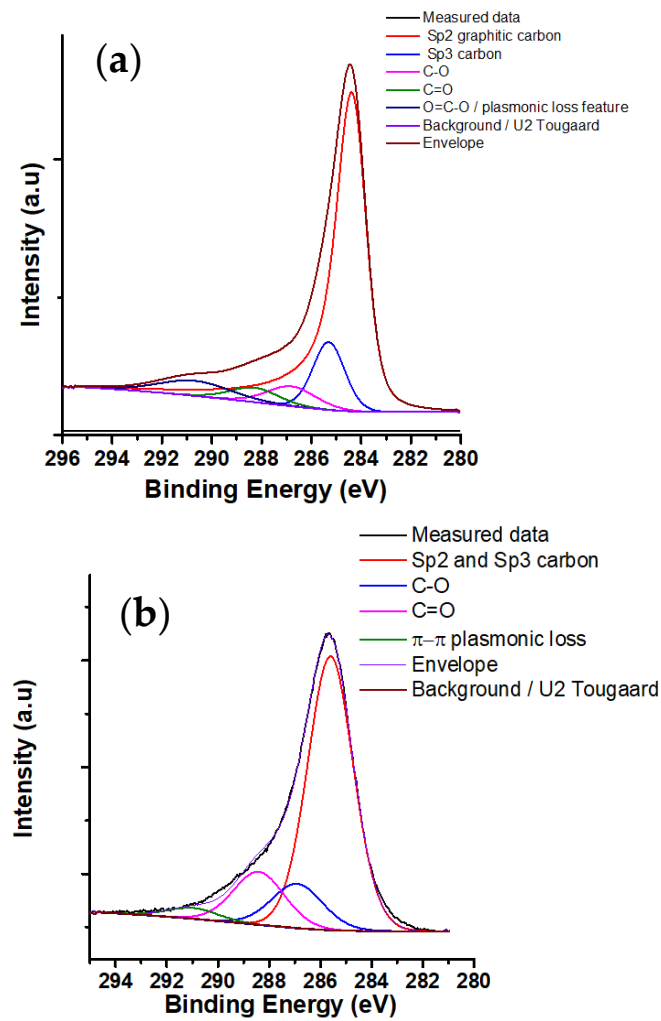 (a)
Measured data
Sp2 graphitic carbon
Sp3 carbon
C-O
C=O
O=C-O / plasmonic loss feature
Background / U2 Tougaard
Envelope
Intensity (a.u)
296 294 292 290 288 286 284 282 280
Binding Energy (eV)
(b)
Measured data
Sp2 and Sp3 carbon
C-O
C=O
π–π plasmonic loss
Envelope
Background / U2 Tougaard
Intensity (a.u)
294 292 290 288 286 284 282 280
Binding Energy (eV)